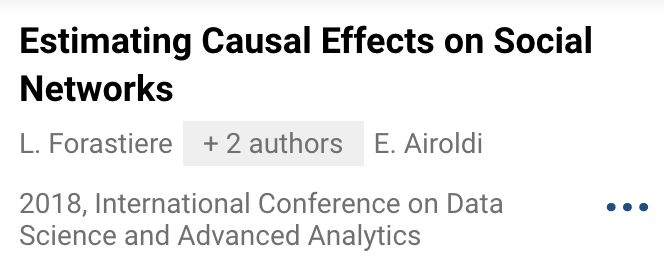 Estimating Causal Effects on Social
Networks
L. Forastiere + 2 authors E. Airoldi
2018, International Conference on Data
Science and Advanced Analytics